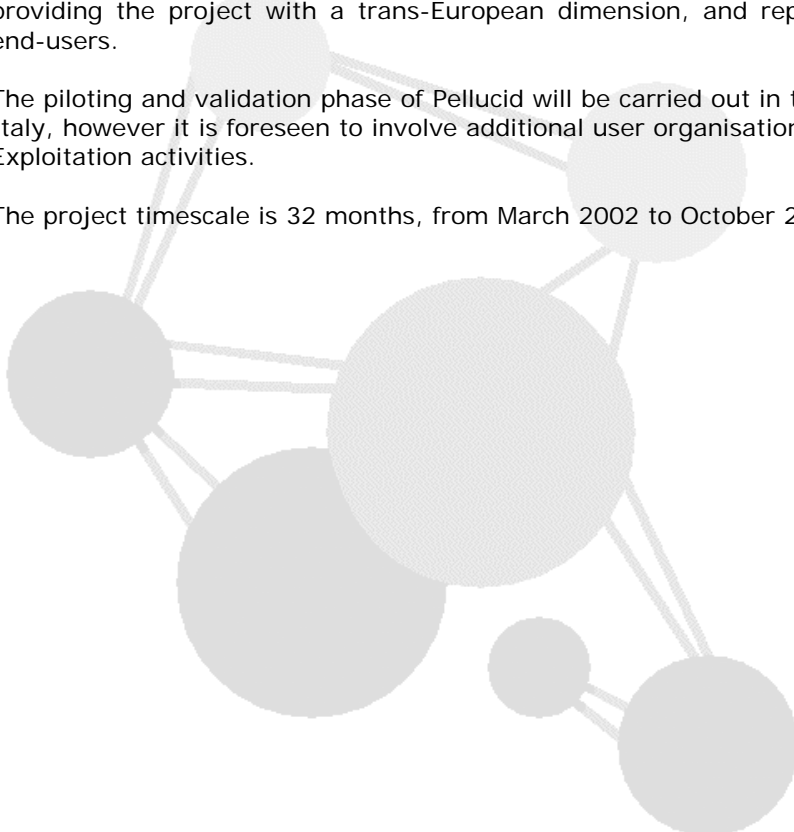 providing the project with a trans-European dimension, and rep
end-users.
The piloting and validation phase of Pellucid will be carried out in t
Italy, however it is foreseen to involve additional user organisation
Exploitation activities.
The project timescale is 32 months, from March 2002 to October 2